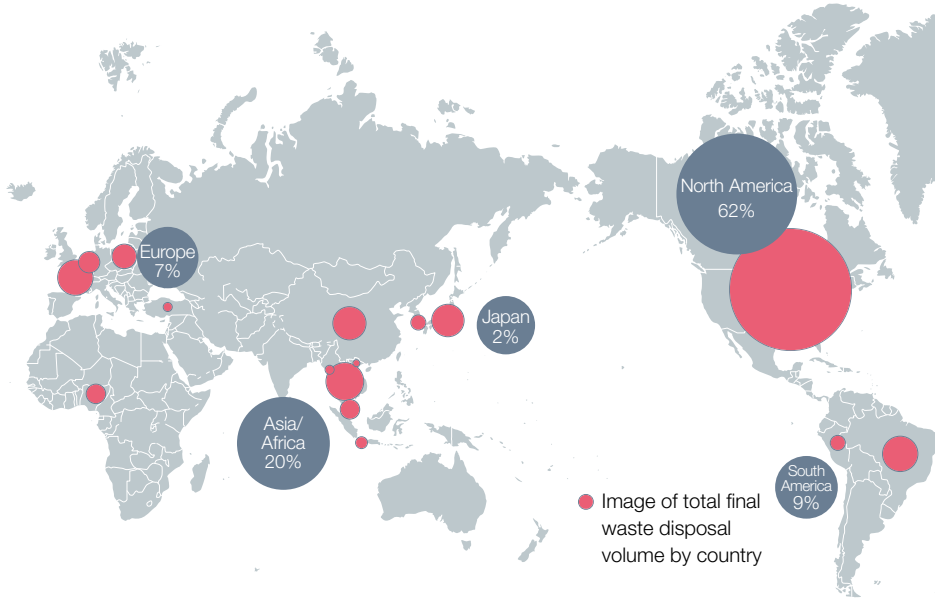 North America
62%
Europe
7%
Japan
2%
Asia/
Africa
20%
South
America
9%
Image of total final
waste disposal
volume by country